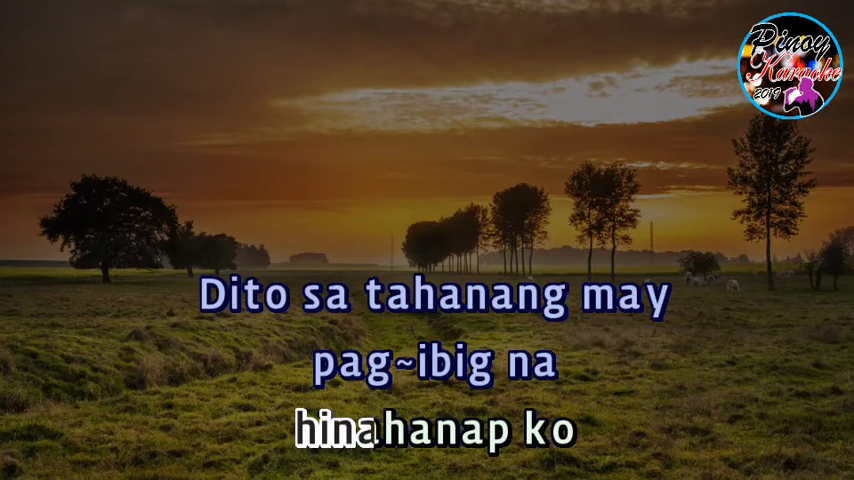 Pinoy
Karaoke
2019
Dito sa tahanang may
pag~ibig na
hinahanap ko